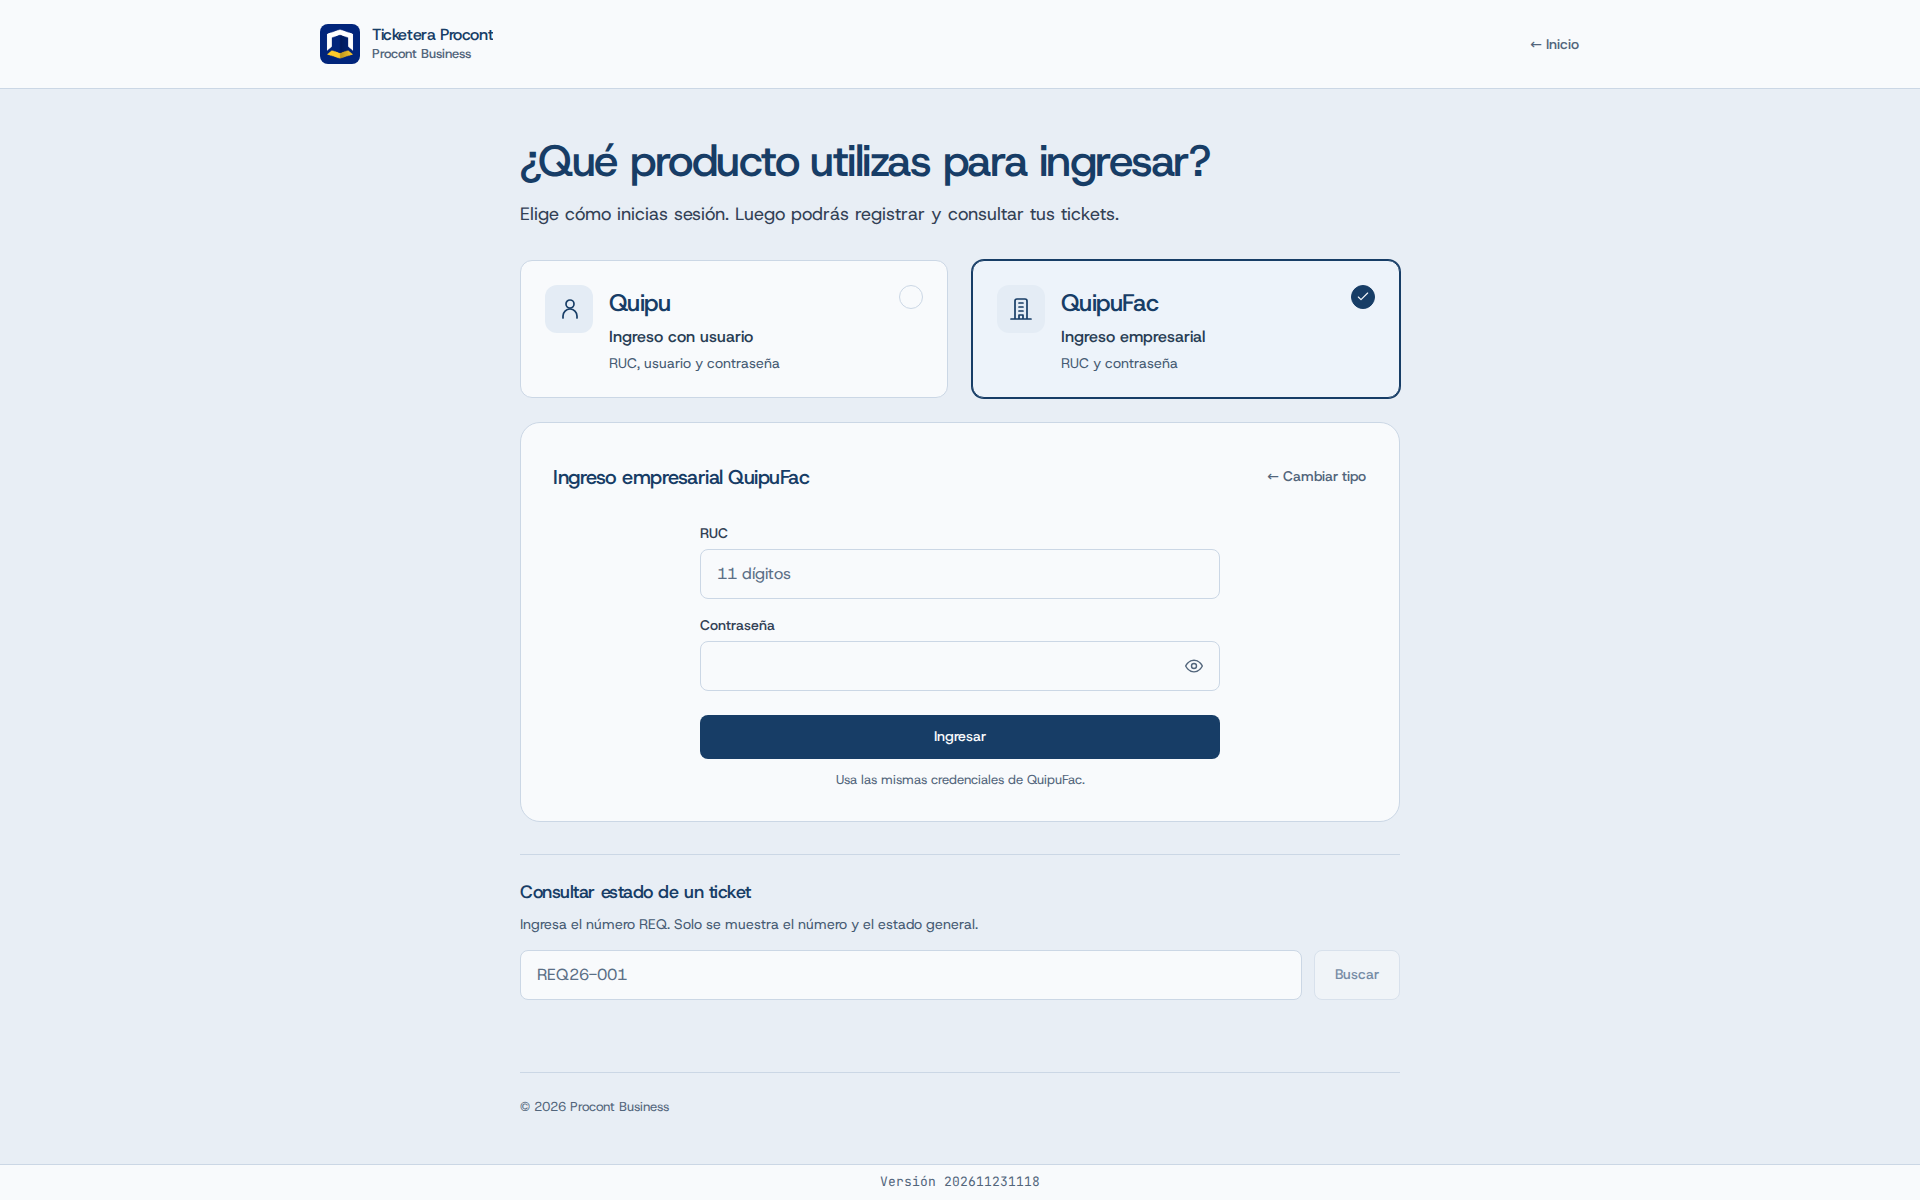 Ticketera Procont
Procont Business
← Inicio
¿Qué producto utilizas para ingresar?
Elige cómo inicias sesión. Luego podrás registrar y consultar tus tickets.
Quipu
Ingreso con usuario
RUC, usuario y contraseña
QuipuFac
Ingreso empresarial
RUC y contraseña
Ingreso empresarial QuipuFac
← Cambiar tipo
RUC
11 dígitos
Contraseña
Ingresar
Usa las mismas credenciales de QuipuFac.
Consultar estado de un ticket
Ingresa el número REQ. Solo se muestra el número y el estado general.
REQ26-001
Buscar
© 2026 Procont Business
Versión 202611231118